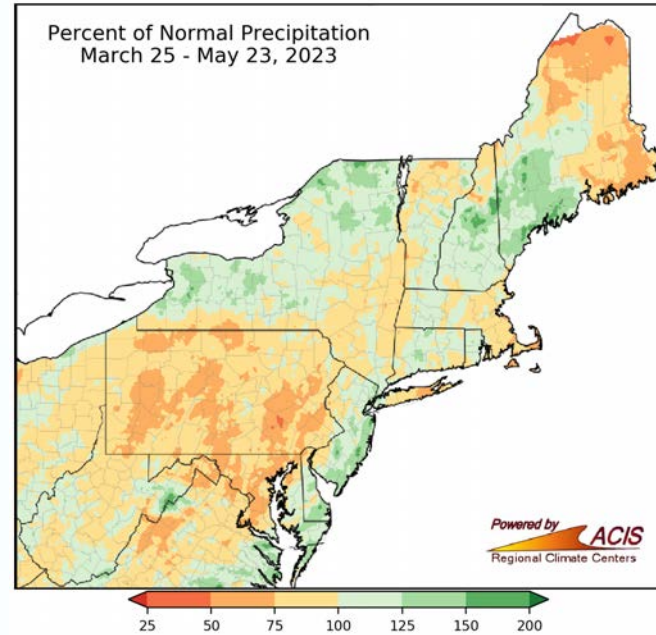 Percent of Normal Precipitation
March 25 - May 23, 2023
Powered by
ACIS
Regional Climate Centers
25 50 75 100 125 150 200